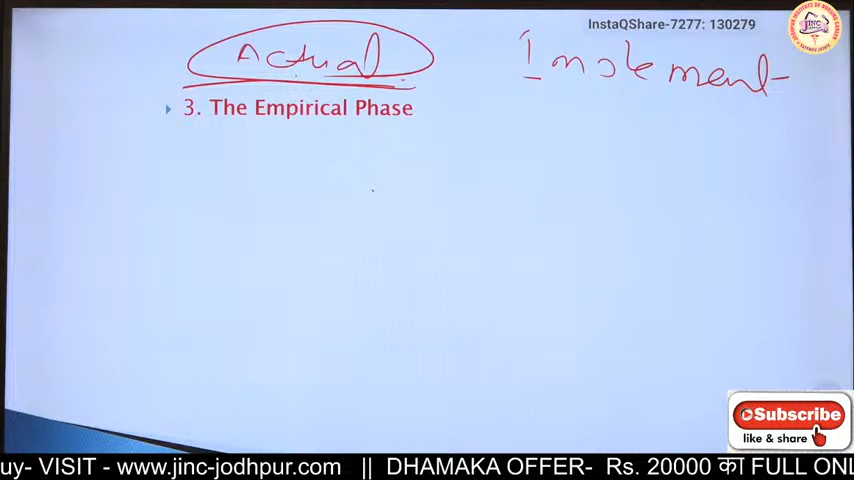 InstaQShare-7277: 130279
Actual
Implement
3. The Empirical Phase
JINC
Subscribe
like & share
uy- VISIT - www.jinc-jodhpur.com || DHAMAKA OFFER- Rs. 20000 का FULL ONL